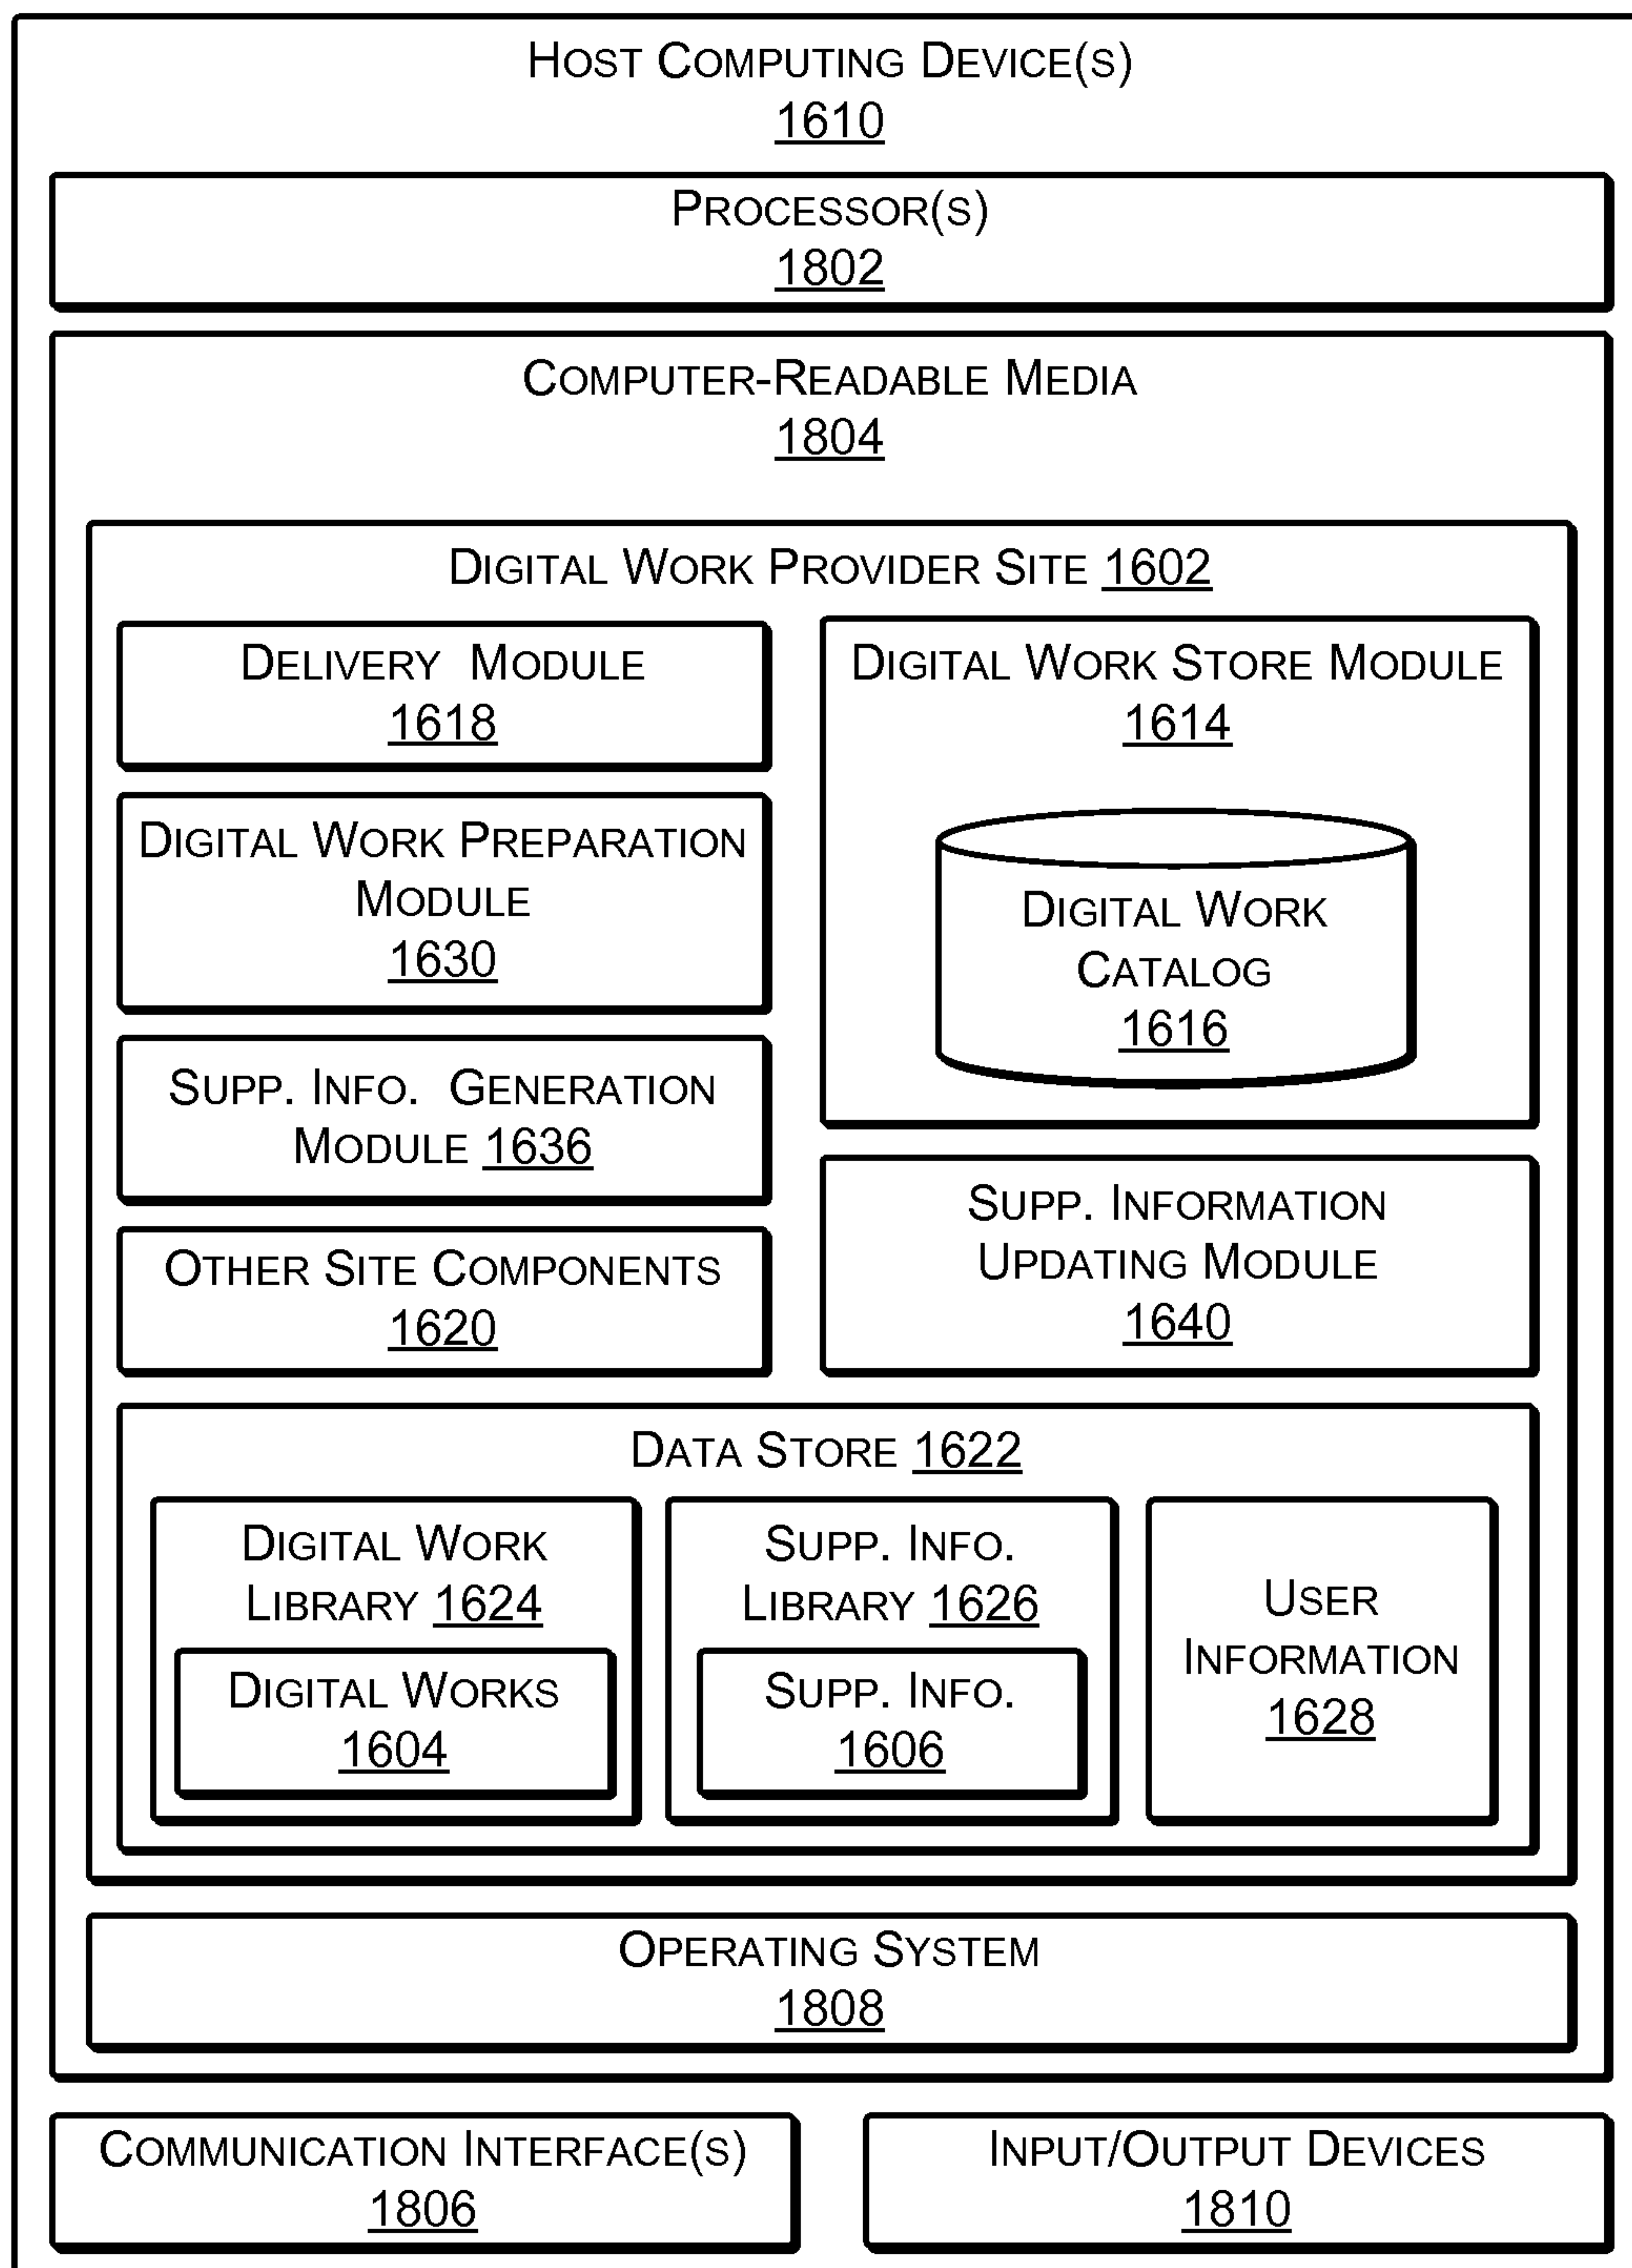 HOST COMPUTING DEVICE(S)
1610
PROCESSOR(S)
1802
COMPUTER-READABLE MEDIA
1804
DIGITAL WORK PROVIDER SITE 1602
DELIVERY MODULE
1618
DIGITAL WORK PREPARATION
MODULE
1630
SUPP. INFO. GENERATION
MODULE 1636
OTHER SITE COMPONENTS
1620
DIGITAL WORK STORE MODULE
1614
DIGITAL WORK
CATALOG
1616
SUPP. INFORMATION
UPDATING MODULE
1640
DATA STORE 1622
DIGITAL WORK
LIBRARY 1624
DIGITAL WORKS
1604
SUPP. INFO.
LIBRARY 1626
SUPP. INFO.
1606
USER
INFORMATION
1628
OPERATING SYSTEM
1808
COMMUNICATION INTERFACE(S)
1806
INPUT/OUTPUT DEVICES
1810